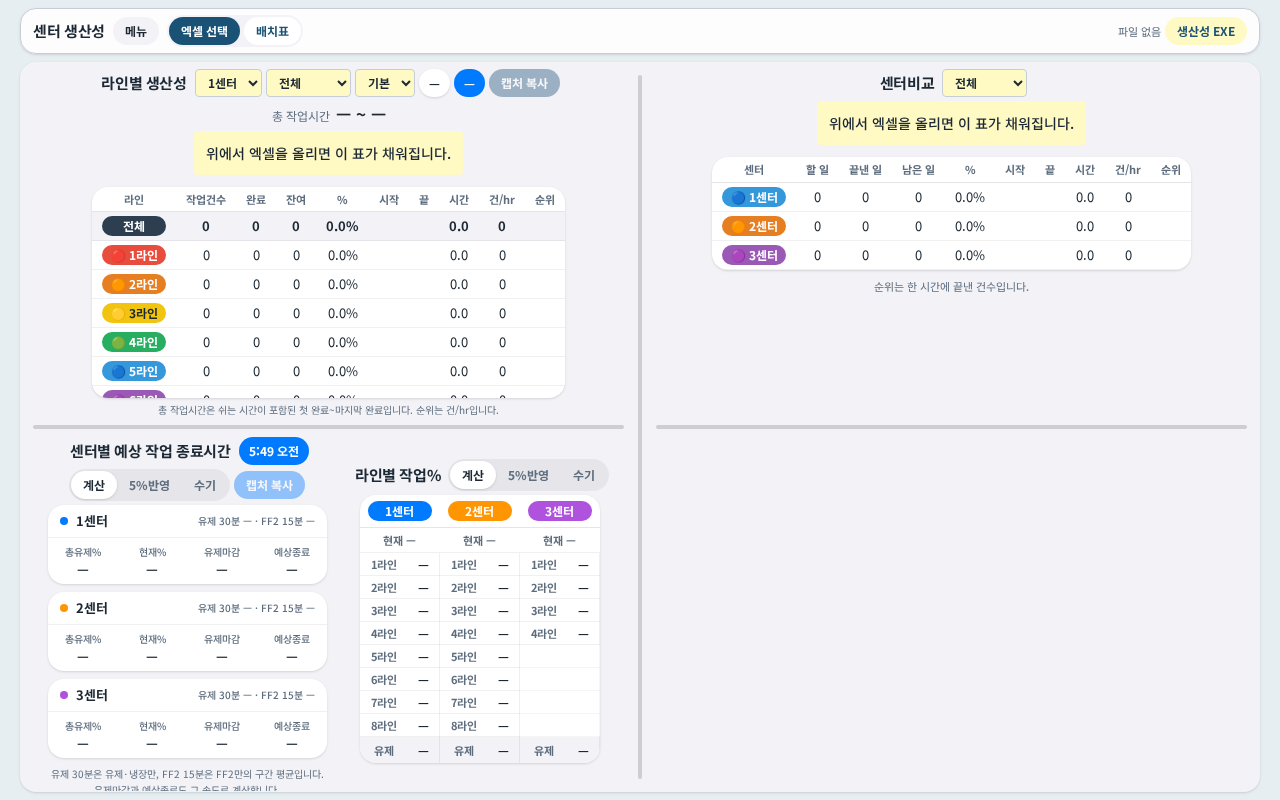 센터 생산성 메뉴 엑셀 선택 배치표 파일 없음 생산성 EXE
라인별 생산성 1센터 전체 기본 — — 캡처 복사
총 작업시간 — ~ —
위에서 엑셀을 올리면 이 표가 채워집니다.
라인 작업건수 완료 잔여 % 시작 끝 시간 건/hr 순위
전체 0 0 0 0.0% 0.0 0
1라인 0 0 0 0.0% 0.0 0
2라인 0 0 0 0.0% 0.0 0
3라인 0 0 0 0.0% 0.0 0
4라인 0 0 0 0.0% 0.0 0
5라인 0 0 0 0.0% 0.0 0
총 작업시간은 쉬는 시간이 포함된 첫 완료~마지막 완료입니다. 순위는 건/hr입니다.
센터비교 전체
위에서 엑셀을 올리면 이 표가 채워집니다.
센터 할 일 끝낸 일 남은 일 % 시작 끝 시간 건/hr 순위
1센터 0 0 0 0.0% 0.0 0
2센터 0 0 0 0.0% 0.0 0
3센터 0 0 0 0.0% 0.0 0
순위는 한 시간에 끝낸 건수입니다.
센터별 예상 작업 종료시간 5:49 오전
계산 5%반영 수기 캡처 복사
1센터 유제 30분 — · FF2 15분 —
총유제% 현재% 유제마감 예상종료
— — — —
2센터 유제 30분 — · FF2 15분 —
총유제% 현재% 유제마감 예상종료
— — — —
3센터 유제 30분 — · FF2 15분 —
총유제% 현재% 유제마감 예상종료
— — — —
유제 30분은 유제·냉장만, FF2 15분은 FF2만의 구간 평균입니다.
유제마감과 예상종료도 그 속도로 계산합니다.
라인별 작업% 계산 5%반영 수기
1센터 2센터 3센터
현재 — 현재 — 현재 —
1라인 — 1라인 — 1라인 —
2라인 — 2라인 — 2라인 —
3라인 — 3라인 — 3라인 —
4라인 — 4라인 — 4라인 —
5라인 — 5라인 —
6라인 — 6라인 —
7라인 — 7라인 —
8라인 — 8라인 —
유제 — 유제 — 유제 —